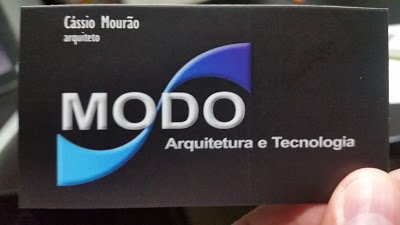 Cássio Mourão
arquiteto
MODO
Arquitetura e Tecnologia